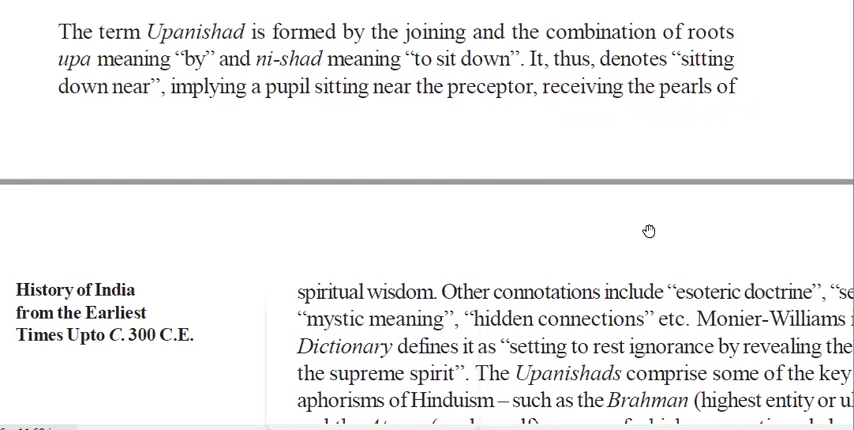 The term Upanishad is formed by the joining and the combination of roots
upa meaning “by” and ni-shad meaning “to sit down”. It, thus, denotes “sitting
down near”, implying a pupil sitting near the preceptor, receiving the pearls of
History of India
from the Earliest
Times Upto C. 300 C.E.
spiritual wisdom. Other connotations include “esoteric doctrine”,
“mystic meaning”, “hidden connections” etc. Monier-Williams
Dictionary defines it as “setting to rest ignorance by revealing the
the supreme spirit”. The Upanishads comprise some of the key
aphorisms of Hinduism – such as the Brahman (highest entity or